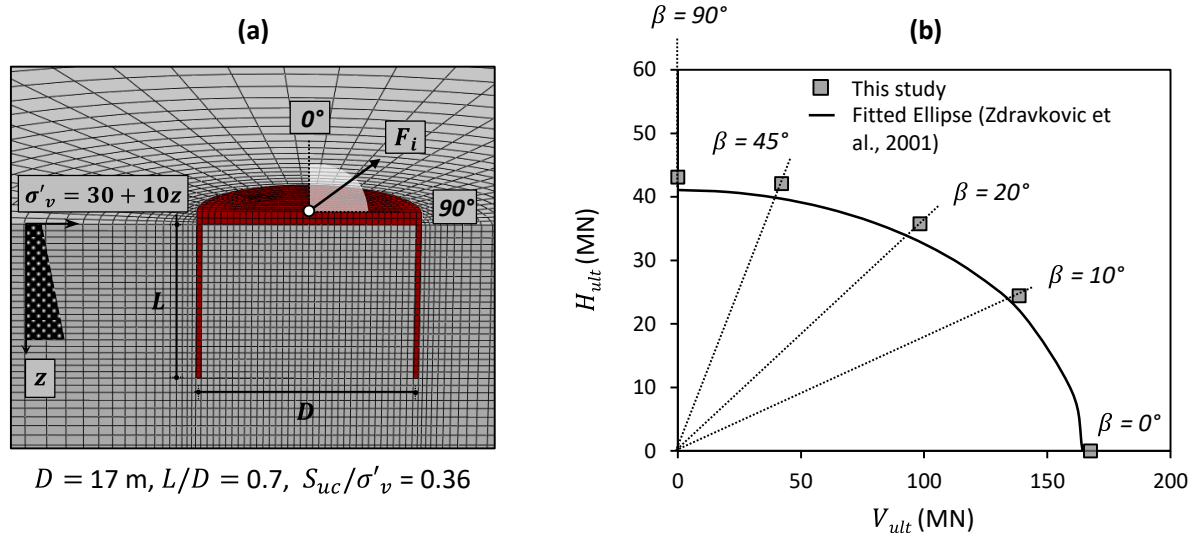 (a)
0°
F_i
σ'_v = 30 + 10z
90°
L
z
D
D = 17 m, L/D = 0.7, S_uc/σ'_v = 0.36
(b)
β = 90°
60
50
40
30
20
10
0
H_ult (MN)
This study
Fitted Ellipse (Zdravkovic et
al., 2001)
β = 45°
β = 20°
β = 10°
β = 0°
0
50
100
150
200
V_ult (MN)